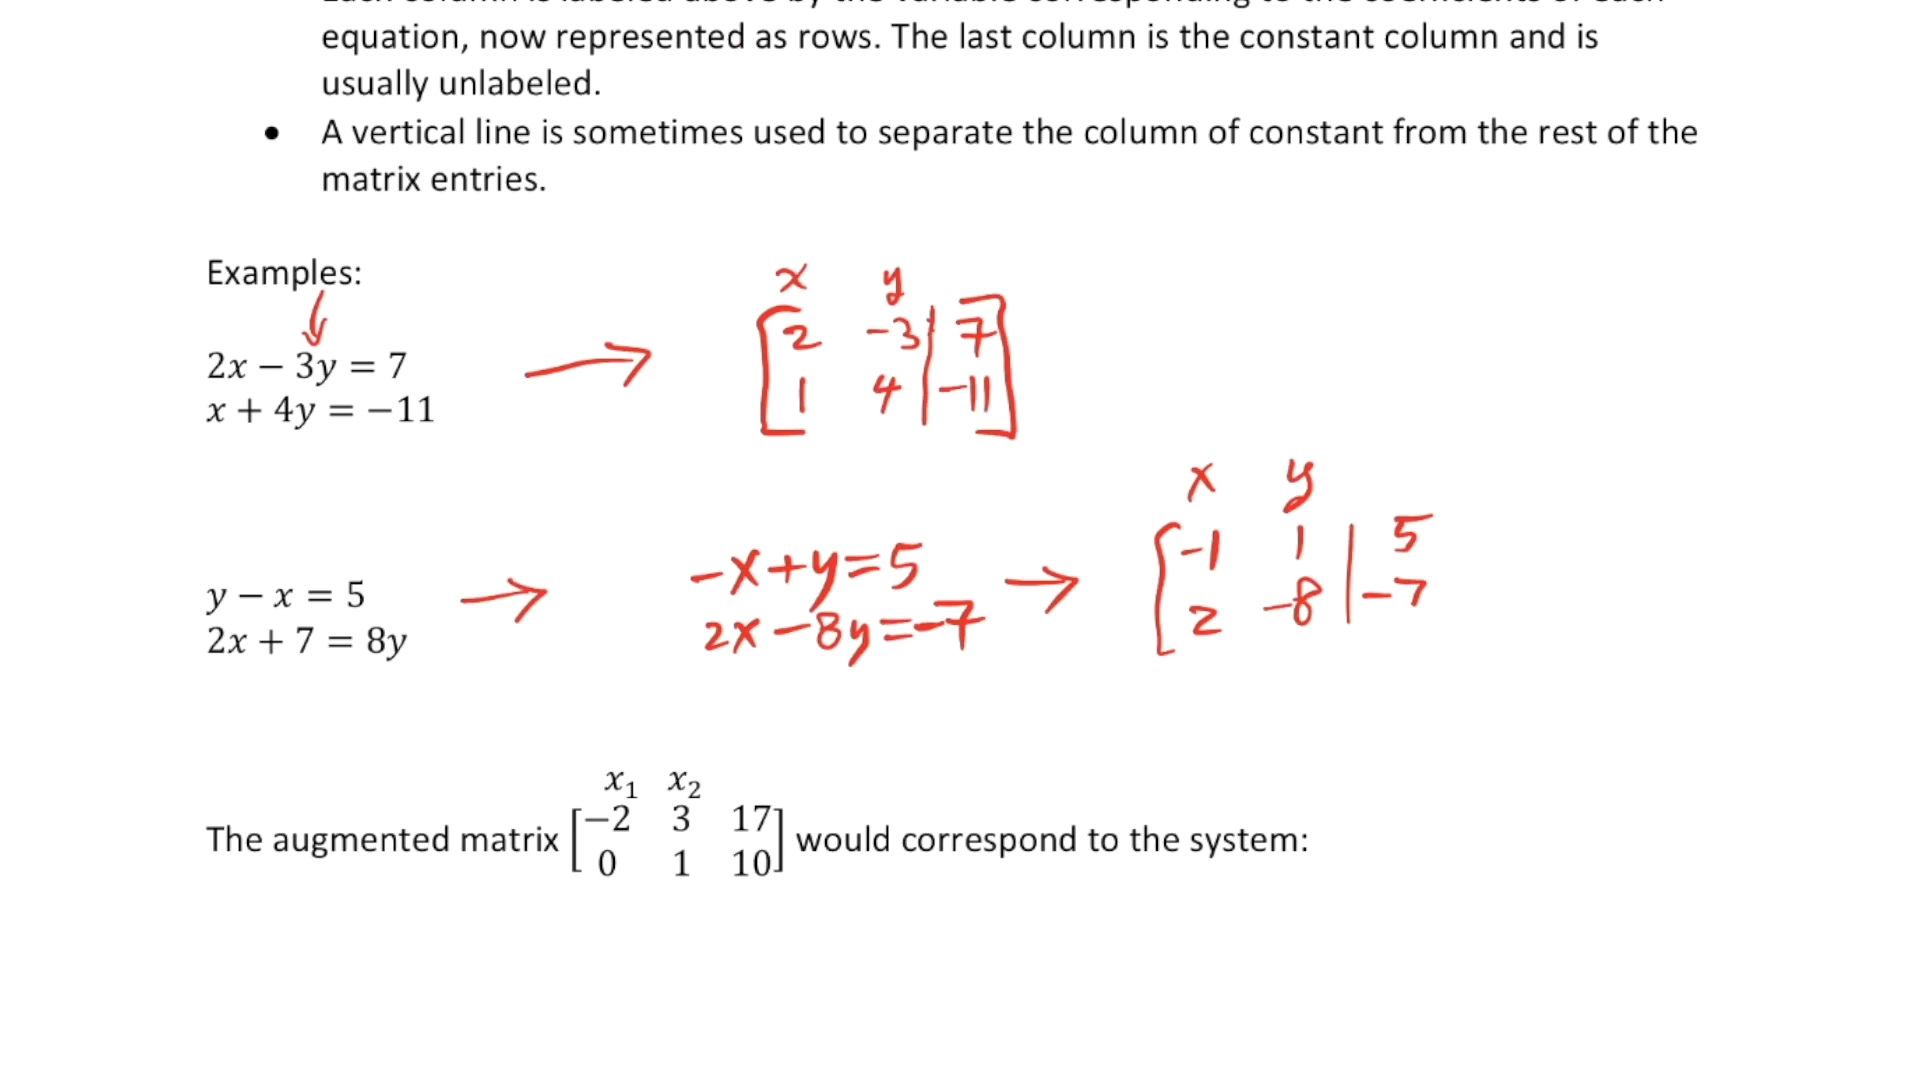 equation, now represented as rows. The last column is the constant column and is
usually unlabeled.
• A vertical line is sometimes used to separate the column of constant from the rest of the
matrix entries.
Examples:
x y
2x − 3y = 7 → [2 -3 | 7]
x + 4y = −11 [1 4 | -11]
x y
y − x = 5 → -x+y=5 → [-1 1 | 5
2x + 7 = 8y 2x-8y=-7 [2 -8 | -7
x₁ x₂
The augmented matrix [−2 3 17] would correspond to the system:
[0 1 10]